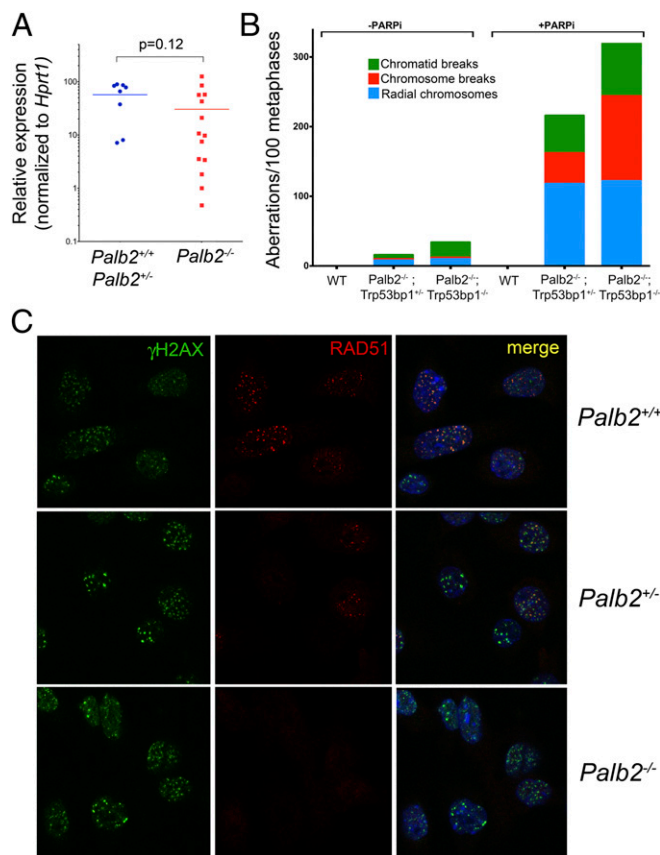 A
p=0.12
Relative expression
(normalized to Hprt1)
100
10
1
0.1
Palb2+/+
Palb2+/-
Palb2-/-
B
-PARPi
+PARPi
Chromatid breaks
Chromosome breaks
Radial chromosomes
Aberrations/100 metaphases
300
200
100
0
WT
Palb2-/- ;
Trp53bp1+/-
Palb2-/-;
Trp53bp1-/-
WT
Palb2-/- ;
Trp53bp1+/-
Palb2-/-;
Trp53bp1-/-
C
γH2AX
RAD51
merge
Palb2+/+
Palb2+/-
Palb2-/-